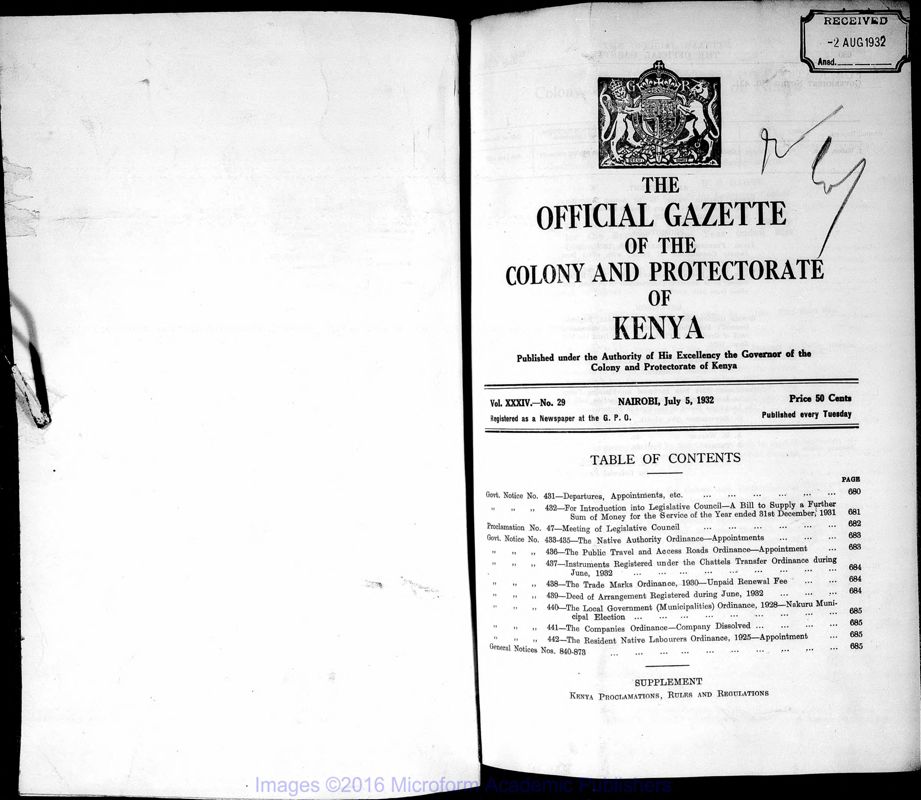 RECEIVED
-2 AUG 1932
Ansd.
G R
THE
OFFICIAL GAZETTE
OF THE
COLONY AND PROTECTORATE
OF
KENYA
Published under the Authority of His Excellency the Governor of the
Colony and Protectorate of Kenya
Vol. XXXIV.—No. 29 NAIROBI, July 5, 1932 Price 50 Cents
Registered as a Newspaper at the G. P. O. Published every Tuesday
TABLE OF CONTENTS
PAGE
Govt. Notice No. 431—Departures, Appointments, etc. ... ... ... ... ... ... 680
„ „ „ 432—For Introduction into Legislative Council—A Bill to Supply a Further
Sum of Money for the Service of the Year ended 31st December, 1931 681
Proclamation No. 47—Meeting of Legislative Council ... ... ... ... ... ... 682
Govt. Notice No. 433-435—The Native Authority Ordinance—Appointments ... ... ... 683
„ „ „ 436—The Public Travel and Access Roads Ordinance—Appointment ... 683
„ „ „ 437—Instruments Registered under the Chattels Transfer Ordinance during
June, 1932 ... ... ... ... ... ... ... ... ... 684
„ „ „ 438—The Trade Marks Ordinance, 1930—Unpaid Renewal Fee ... ... 684
„ „ „ 439—Deed of Arrangement Registered during June, 1932 ... ... ... 684
„ „ „ 440—The Local Government (Municipalities) Ordinance, 1928—Nakuru Muni-
cipal Election ... ... ... ... ... ... ... ... ... 685
„ „ „ 441—The Companies Ordinance—Company Dissolved ... ... ... ... 685
„ „ „ 442—The Resident Native Labourers Ordinance, 1925—Appointment ... 685
General Notices Nos. 840-873 ... ... ... ... ... ... ... ... ... ... 685
SUPPLEMENT
KENYA PROCLAMATIONS, RULES AND REGULATIONS
Images ©2016 Microform Academic Publishers